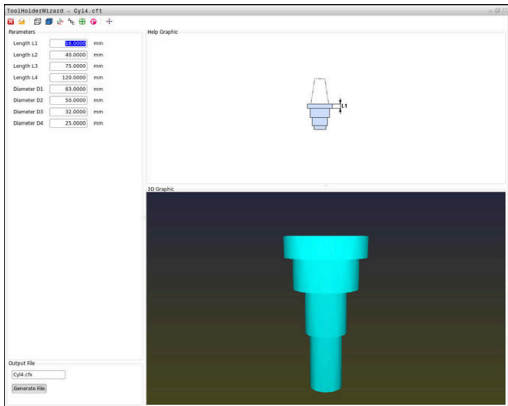 ToolHolderWizard - Cyl4.cft
Parameters
Length L1 16.0000 mm
Length L2 40.0000 mm
Length L3 75.0000 mm
Length L4 120.0000 mm
Diameter D1 63.0000 mm
Diameter D2 50.0000 mm
Diameter D3 32.0000 mm
Diameter D4 25.0000 mm
Output File
Cyl4.cfx
Generate File
Help Graphic
L1
3D Graphic